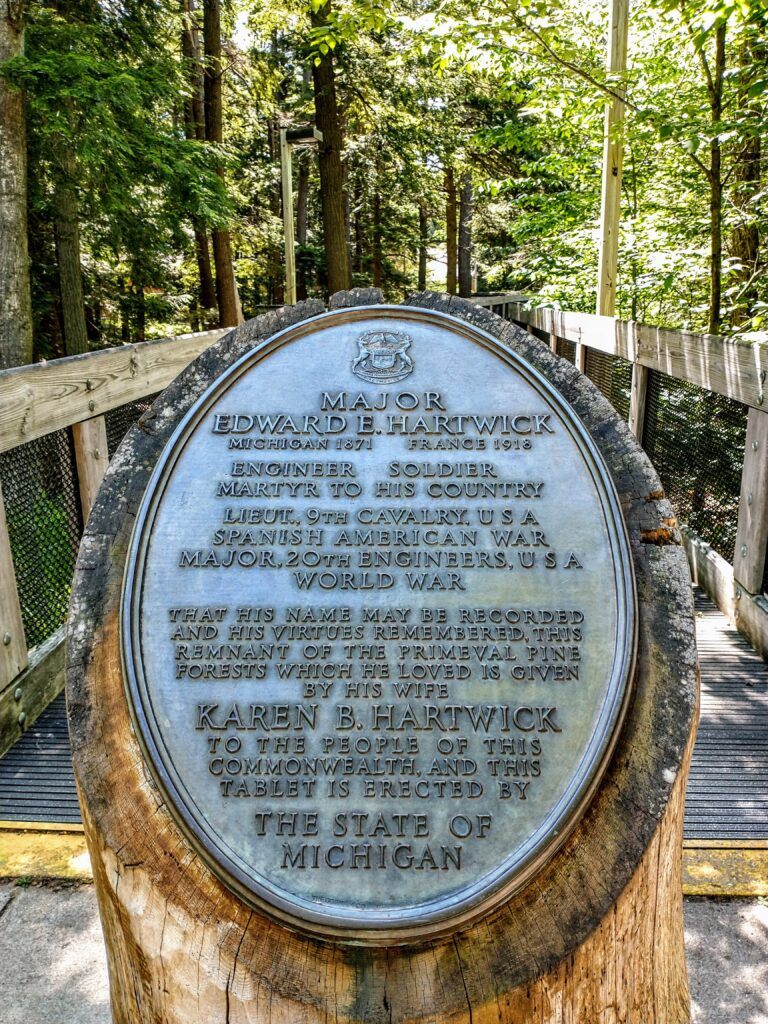 MAJOR
EDWARD E. HARTWICK
MICHIGAN 1871 FRANCE 1918
ENGINEER SOLDIER
MARTYR TO HIS COUNTRY
LIEUT., 9TH CAVALRY, U S A
SPANISH AMERICAN WAR
MAJOR, 20TH ENGINEERS, U S A
WORLD WAR
THAT HIS NAME MAY BE RECORDED
AND HIS VIRTUES REMEMBERED, THIS
REMNANT OF THE PRIMEVAL PINE
FORESTS WHICH HE LOVED IS GIVEN
BY HIS WIFE
KAREN B. HARTWICK
TO THE PEOPLE OF THIS
COMMONWEALTH, AND THIS
TABLET IS ERECTED BY
THE STATE OF
MICHIGAN